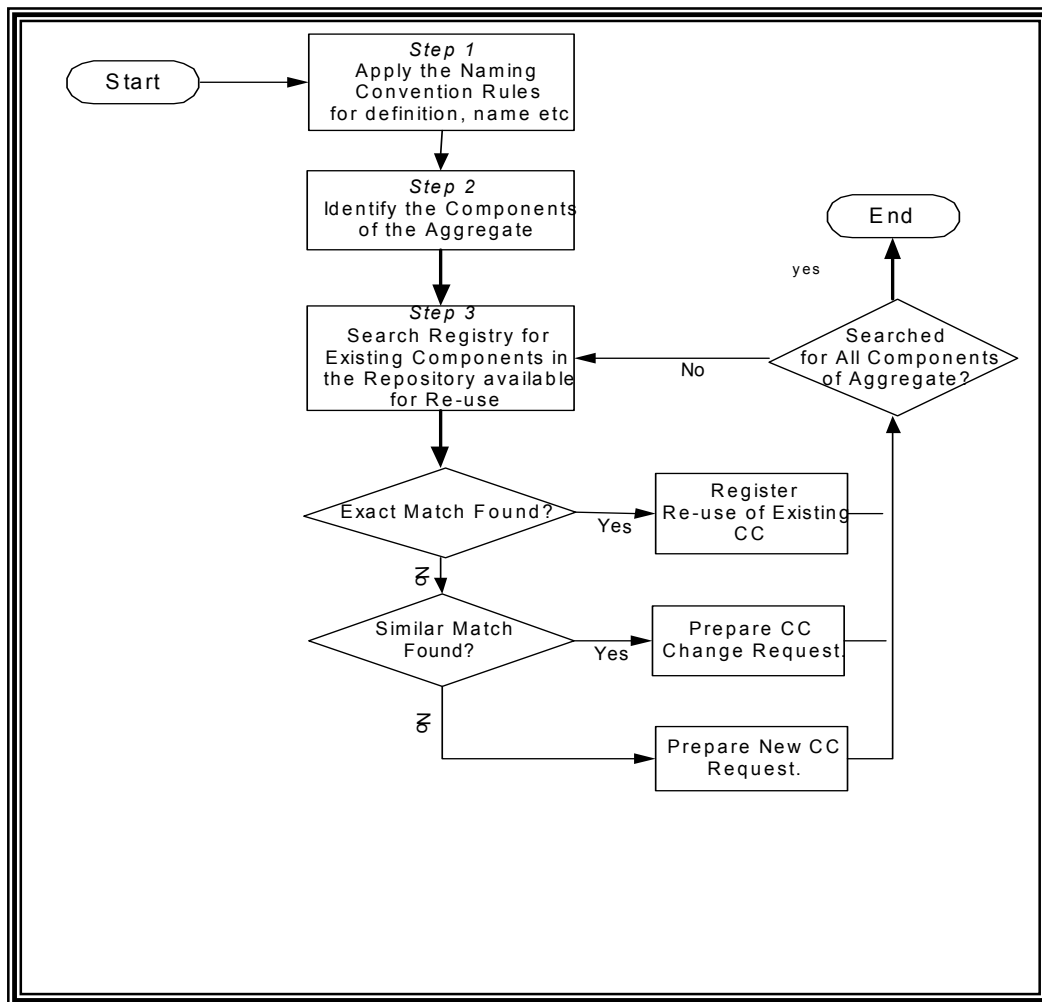 Start
Step 1
Apply the Naming
Convention Rules
for definition, name etc
Step 2
Identify the Components
of the Aggregate
End
yes
Step 3
Search Registry for
Existing Components in
the Repository available
for Re-use
Searched
for All Components
of Aggregate?
No
Exact Match Found?
Yes
Register
Re-use of Existing
CC
No
Similar Match
Found?
Yes
Prepare CC
Change Request.
No
Prepare New CC
Request.